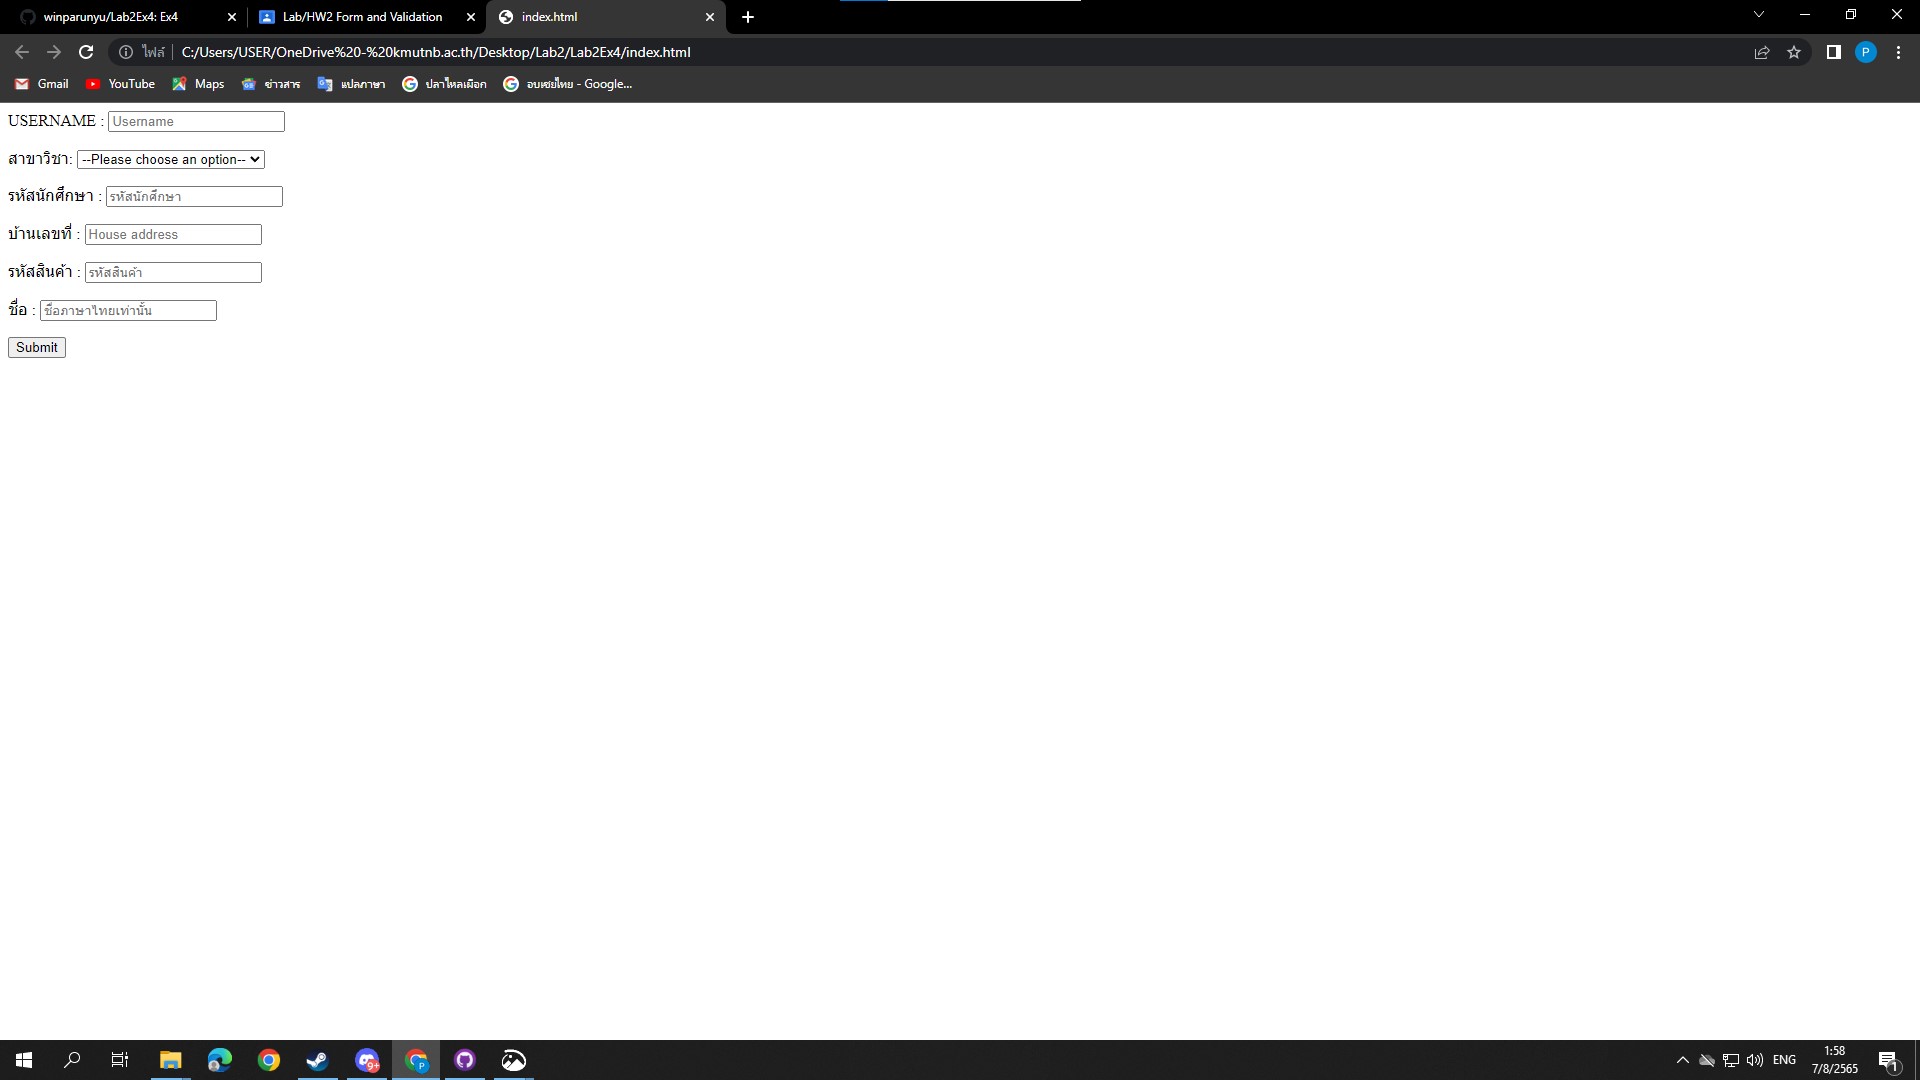 winparunyu/Lab2Ex4: Ex4
Lab/HW2 Form and Validation
index.html
ไฟล์
C:/Users/USER/OneDrive%20-%20kmutnb.ac.th/Desktop/Lab2/Lab2Ex4/index.html
P
Gmail
YouTube
Maps
ข่าวสาร
แปลภาษา
ปลาไหลเผือก
อบเชยไทย - Google...
USERNAME : Username
สาขาวิชา: --Please choose an option--
รหัสนักศึกษา : รหัสนักศึกษา
บ้านเลขที่ : House address
รหัสสินค้า : รหัสสินค้า
ชื่อ : ชื่อภาษาไทยเท่านั้น
Submit
9+
P
ENG
1:58
7/8/2565
1